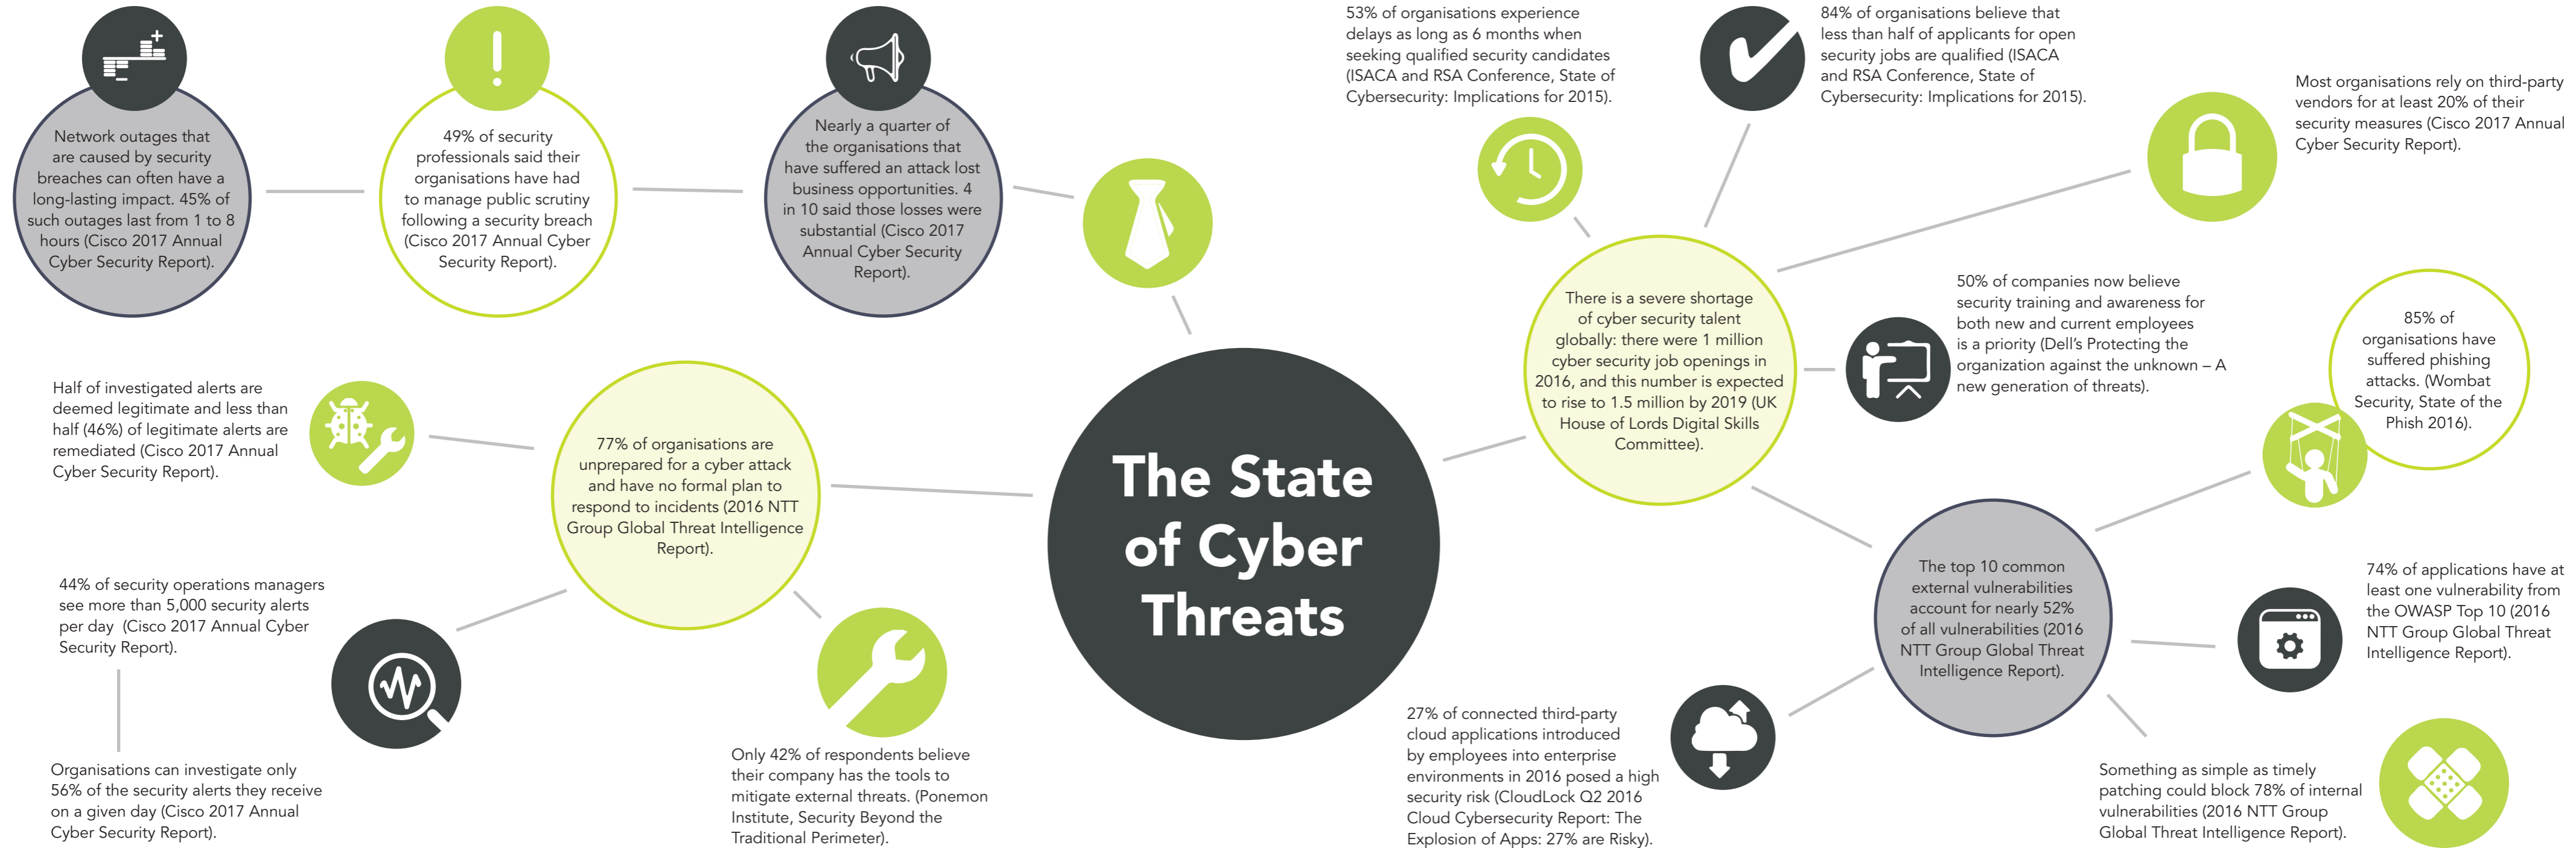 Network outages that
are caused by security
breaches can often have a
long-lasting impact. 45% of
such outages last from 1 to 8
hours (Cisco 2017 Annual
Cyber Security Report).
49% of security
professionals said their
organisations have had
to manage public scrutiny
following a security breach
(Cisco 2017 Annual Cyber
Security Report).
Nearly a quarter of
the organisations that
have suffered an attack lost
business opportunities. 4
in 10 said those losses were
substantial (Cisco 2017
Annual Cyber Security
Report).
53% of organisations experience
delays as long as 6 months when
seeking qualified security candidates
(ISACA and RSA Conference, State of
Cybersecurity: Implications for 2015).
84% of organisations believe that
less than half of applicants for open
security jobs are qualified (ISACA
and RSA Conference, State of
Cybersecurity: Implications for 2015).
Most organisations rely on third-party
vendors for at least 20% of their
security measures (Cisco 2017 Annual
Cyber Security Report).
There is a severe shortage
of cyber security talent
globally: there were 1 million
cyber security job openings in
2016, and this number is expected
to rise to 1.5 million by 2019 (UK
House of Lords Digital Skills
Committee).
50% of companies now believe
security training and awareness for
both new and current employees
is a priority (Dell’s Protecting the
organization against the unknown – A
new generation of threats).
85% of
organisations have
suffered phishing
attacks. (Wombat
Security, State of the
Phish 2016).
Half of investigated alerts are
deemed legitimate and less than
half (46%) of legitimate alerts are
remediated (Cisco 2017 Annual
Cyber Security Report).
77% of organisations are
unprepared for a cyber attack
and have no formal plan to
respond to incidents (2016 NTT
Group Global Threat Intelligence
Report).
The State
of Cyber
Threats
44% of security operations managers
see more than 5,000 security alerts
per day (Cisco 2017 Annual Cyber
Security Report).
Organisations can investigate only
56% of the security alerts they receive
on a given day (Cisco 2017 Annual
Cyber Security Report).
Only 42% of respondents believe
their company has the tools to
mitigate external threats. (Ponemon
Institute, Security Beyond the
Traditional Perimeter).
The top 10 common
external vulnerabilities
account for nearly 52%
of all vulnerabilities (2016
NTT Group Global Threat
Intelligence Report).
74% of applications have at
least one vulnerability from
the OWASP Top 10 (2016
NTT Group Global Threat
Intelligence Report).
27% of connected third-party
cloud applications introduced
by employees into enterprise
environments in 2016 posed a high
security risk (CloudLock Q2 2016
Cloud Cybersecurity Report: The
Explosion of Apps: 27% are Risky).
Something as simple as timely
patching could block 78% of internal
vulnerabilities (2016 NTT Group
Global Threat Intelligence Report).